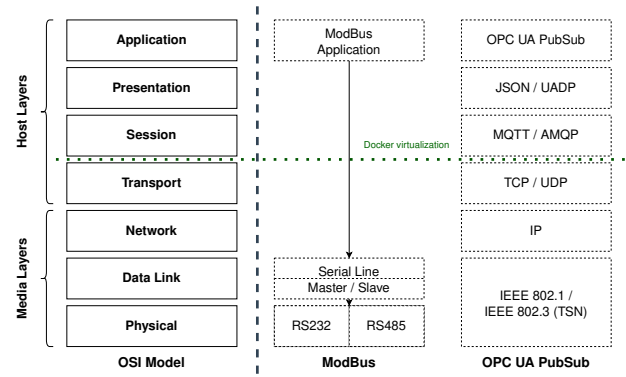 Host Layers
Media Layers
Application
Presentation
Session
Transport
Network
Data Link
Physical
OSI Model
ModBus
Application
Docker virtualization
Serial Line
Master / Slave
RS232
RS485
ModBus
OPC UA PubSub
JSON / UADP
MQTT / AMQP
TCP / UDP
IP
IEEE 802.1 /
IEEE 802.3 (TSN)
OPC UA PubSub